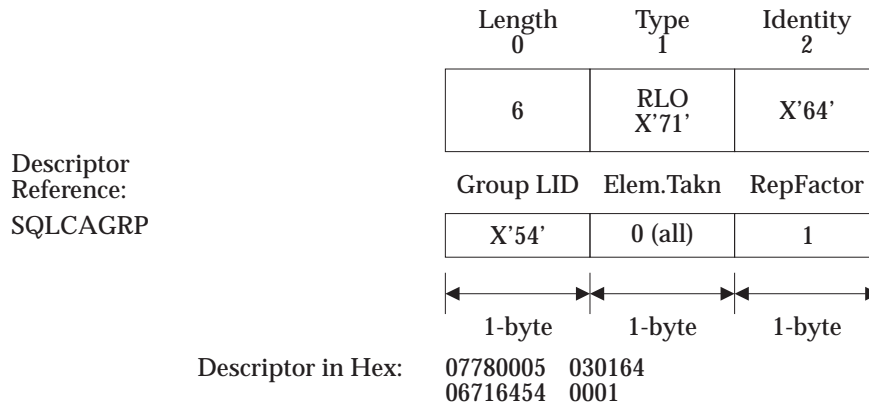 Length Type Identity
0 1 2
6 RLO X'64'
X'71'
Descriptor
Reference:
Group LID Elem.Takn RepFactor
SQLCAGRP
X'54' 0 (all) 1
1-byte 1-byte 1-byte
Descriptor in Hex: 07780005 030164
06716454 0001